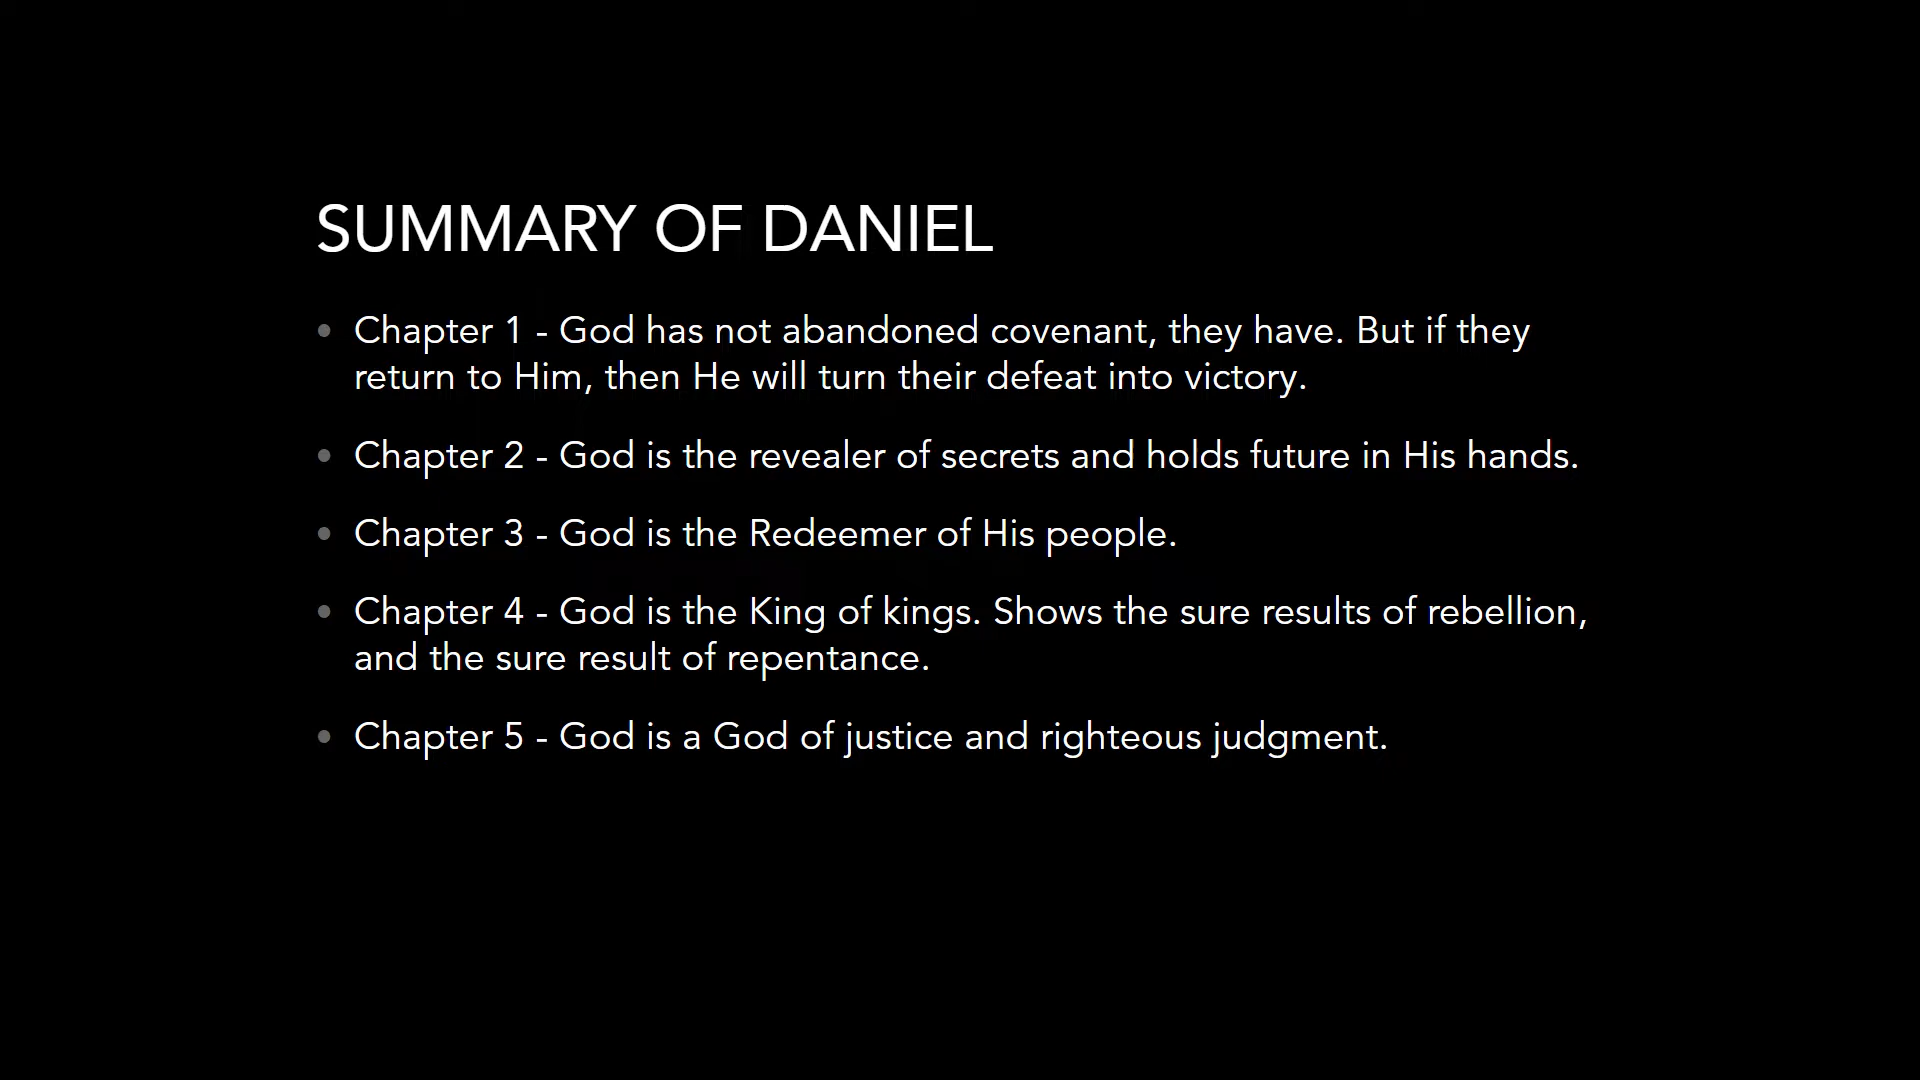 SUMMARY OF DANIEL
• Chapter 1 - God has not abandoned covenant, they have. But if they
return to Him, then He will turn their defeat into victory.
• Chapter 2 - God is the revealer of secrets and holds future in His hands.
• Chapter 3 - God is the Redeemer of His people.
• Chapter 4 - God is the King of kings. Shows the sure results of rebellion,
and the sure result of repentance.
• Chapter 5 - God is a God of justice and righteous judgment.